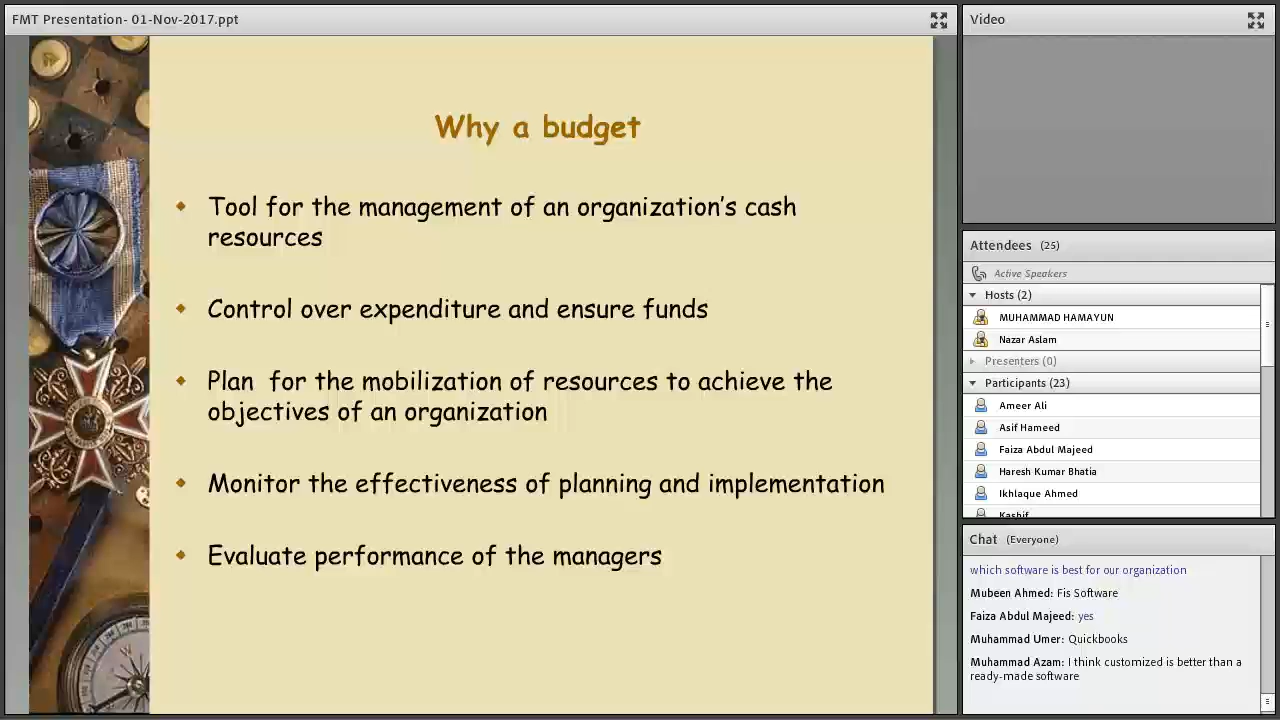 FMT Presentation- 01-Nov-2017.ppt
Why a budget
Tool for the management of an organization's cash
resources
Control over expenditure and ensure funds
Plan for the mobilization of resources to achieve the
objectives of an organization
Monitor the effectiveness of planning and implementation
Evaluate performance of the managers
Video
Attendees (25)
Active Speakers
Hosts (2)
MUHAMMAD HAMAYUN
Nazar Aslam
Presenters (0)
Participants (23)
Ameer Ali
Asif Hameed
Faiza Abdul Majeed
Haresh Kumar Bhatia
Ikhlaque Ahmed
Kashif
Chat (Everyone)
which software is best for our organization
Mubeen Ahmed: Fis Software
Faiza Abdul Majeed: yes
Muhammad Umer: Quickbooks
Muhammad Azam: I think customized is better than a
ready-made software